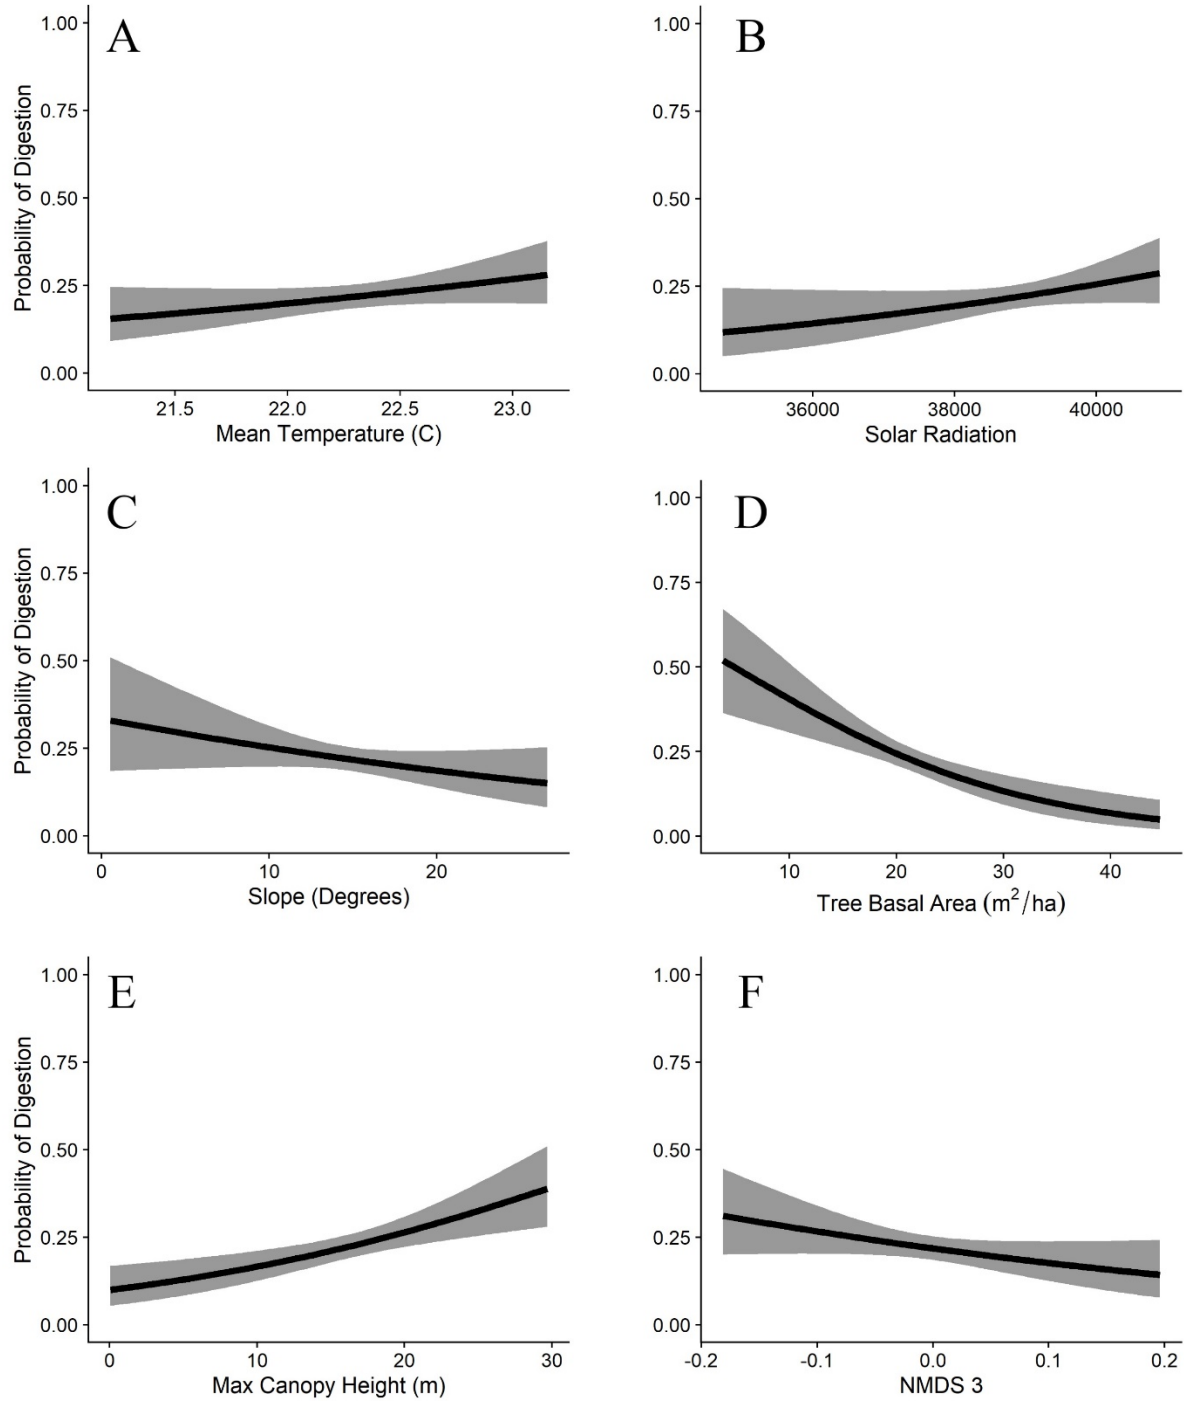 A
Probability of Digestion
1.00
0.75
0.50
0.25
0.00
21.5 22.0 22.5 23.0
Mean Temperature (C)
B
1.00
0.75
0.50
0.25
0.00
36000 38000 40000
Solar Radiation
C
Probability of Digestion
1.00
0.75
0.50
0.25
0.00
0 10 20
Slope (Degrees)
D
1.00
0.75
0.50
0.25
0.00
10 20 30 40
Tree Basal Area (m²/ha)
E
Probability of Digestion
1.00
0.75
0.50
0.25
0.00
0 10 20 30
Max Canopy Height (m)
F
1.00
0.75
0.50
0.25
0.00
-0.2 -0.1 0.0 0.1 0.2
NMDS 3